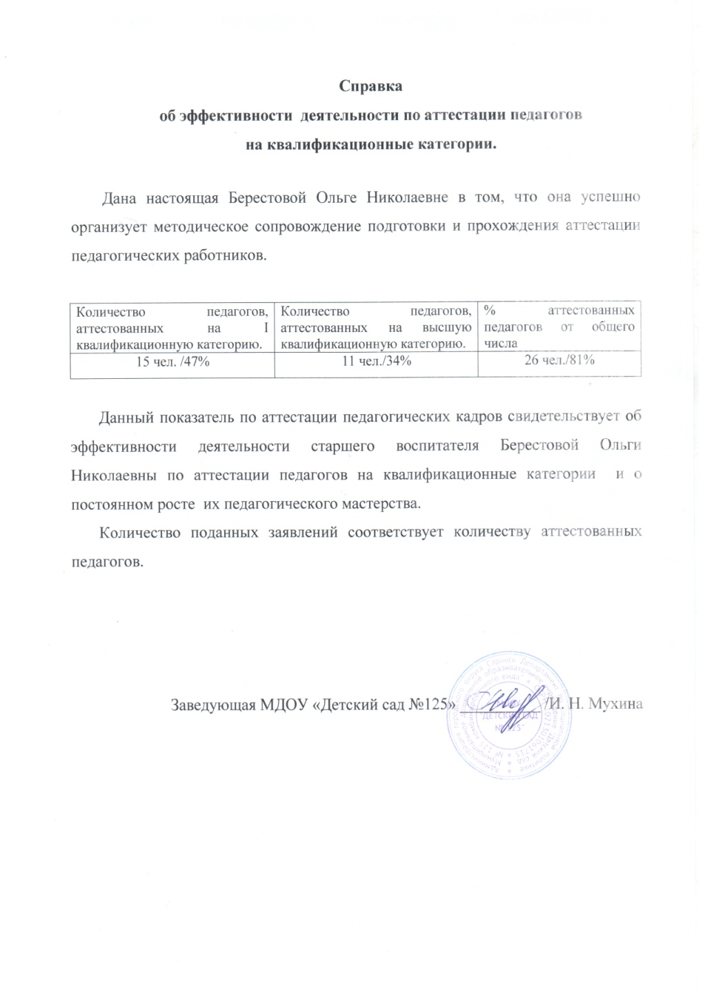 Справка
об эффективности деятельности по аттестации педагогов
на квалификационные категории.
Дана настоящая Берестовой Ольге Николаевне в том, что она успешно
организует методическое сопровождение подготовки и прохождения аттестации
педагогических работников.
Количество педагогов,
аттестованных на I
квалификационную категорию.
Количество педагогов,
аттестованных на высшую
квалификационную категорию.
% аттестованных
педагогов от общего
числа
15 чел. /47%
11 чел./34%
26 чел./81%
Данный показатель по аттестации педагогических кадров свидетельствует об
эффективности деятельности старшего воспитателя Берестовой Ольги
Николаевны по аттестации педагогов на квалификационные категории и о
постоянном росте их педагогического мастерства.
Количество поданных заявлений соответствует количеству аттестованных
педагогов.
Заведующая МДОУ «Детский сад №125» /И. Н. Мухина
ДЕТСКИЙ САД